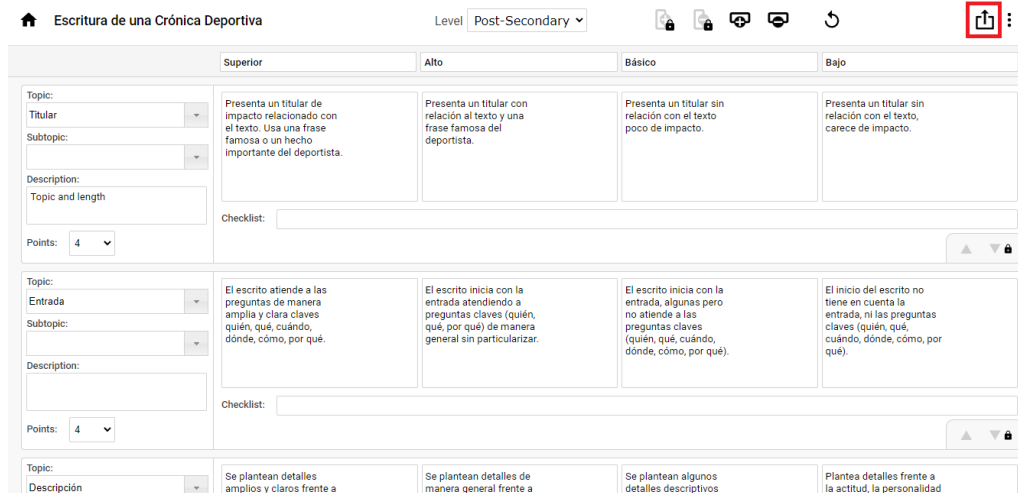 Escritura de una Crónica Deportiva
Level
Post-Secondary
Superior
Alto
Básico
Bajo
Topic:
Titular
Subtopic:
Description:
Topic and length
Points:
4
Presenta un titular de
impacto relacionado con
el texto. Usa una frase
famosa o un hecho
importante del deportista.
Presenta un titular con
relación al texto y una
frase famosa del
deportista.
Presenta un titular sin
relación con el texto
poco de impacto.
Presenta un titular sin
relación con el texto,
carece de impacto.
Checklist:
Topic:
Entrada
Subtopic:
Description:
Points:
4
El escrito atiende a las
preguntas de manera
amplia y clara claves
quién, qué, cuándo,
dónde, cómo, por qué.
El escrito inicia con la
entrada atendiendo a
preguntas claves (quién,
qué, por qué) de manera
general sin particularizar.
El escrito inicia con la
entrada, algunas pero
no atiende a las
preguntas claves
(quién, qué, cuándo,
dónde, cómo, por qué).
El inicio del escrito no
tiene en cuenta la
entrada, ni las preguntas
claves (quién, qué,
cuándo, dónde, cómo, por
qué).
Checklist:
Topic:
Descripción
Se plantean detalles
amplios y claros frente a
Se plantean detalles de
manera general frente a
Se plantean algunos
detalles descriptivos
Plantea detalles frente a
la actitud, la personalidad